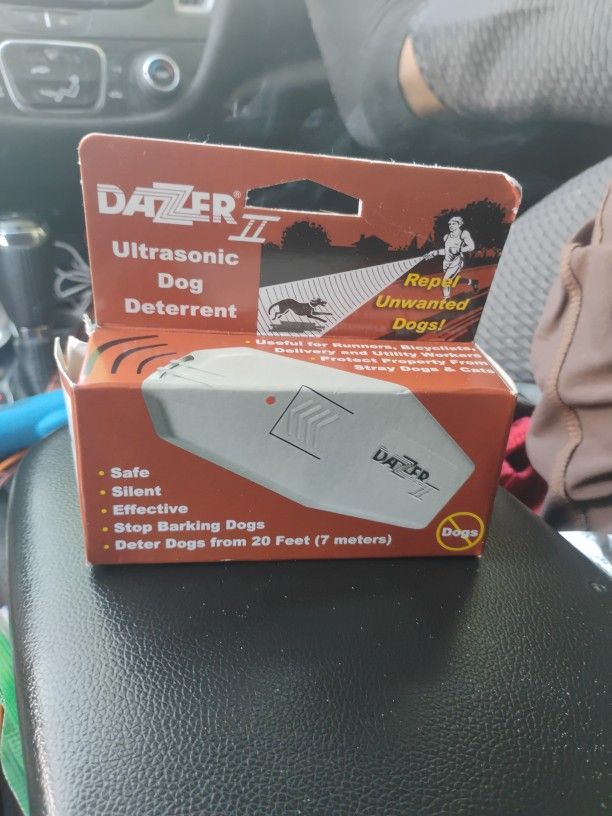 DAZZER® II
Ultrasonic
Dog
Deterrent
Repel
Unwanted
Dogs!
• Useful for Runners, Bicyclists
Delivery and Utility Workers
• Protect Property From
Stray Dogs & Cats
DAZZER
II
• Safe
• Silent
• Effective
• Stop Barking Dogs
• Deter Dogs from 20 Feet (7 meters)
Dogs